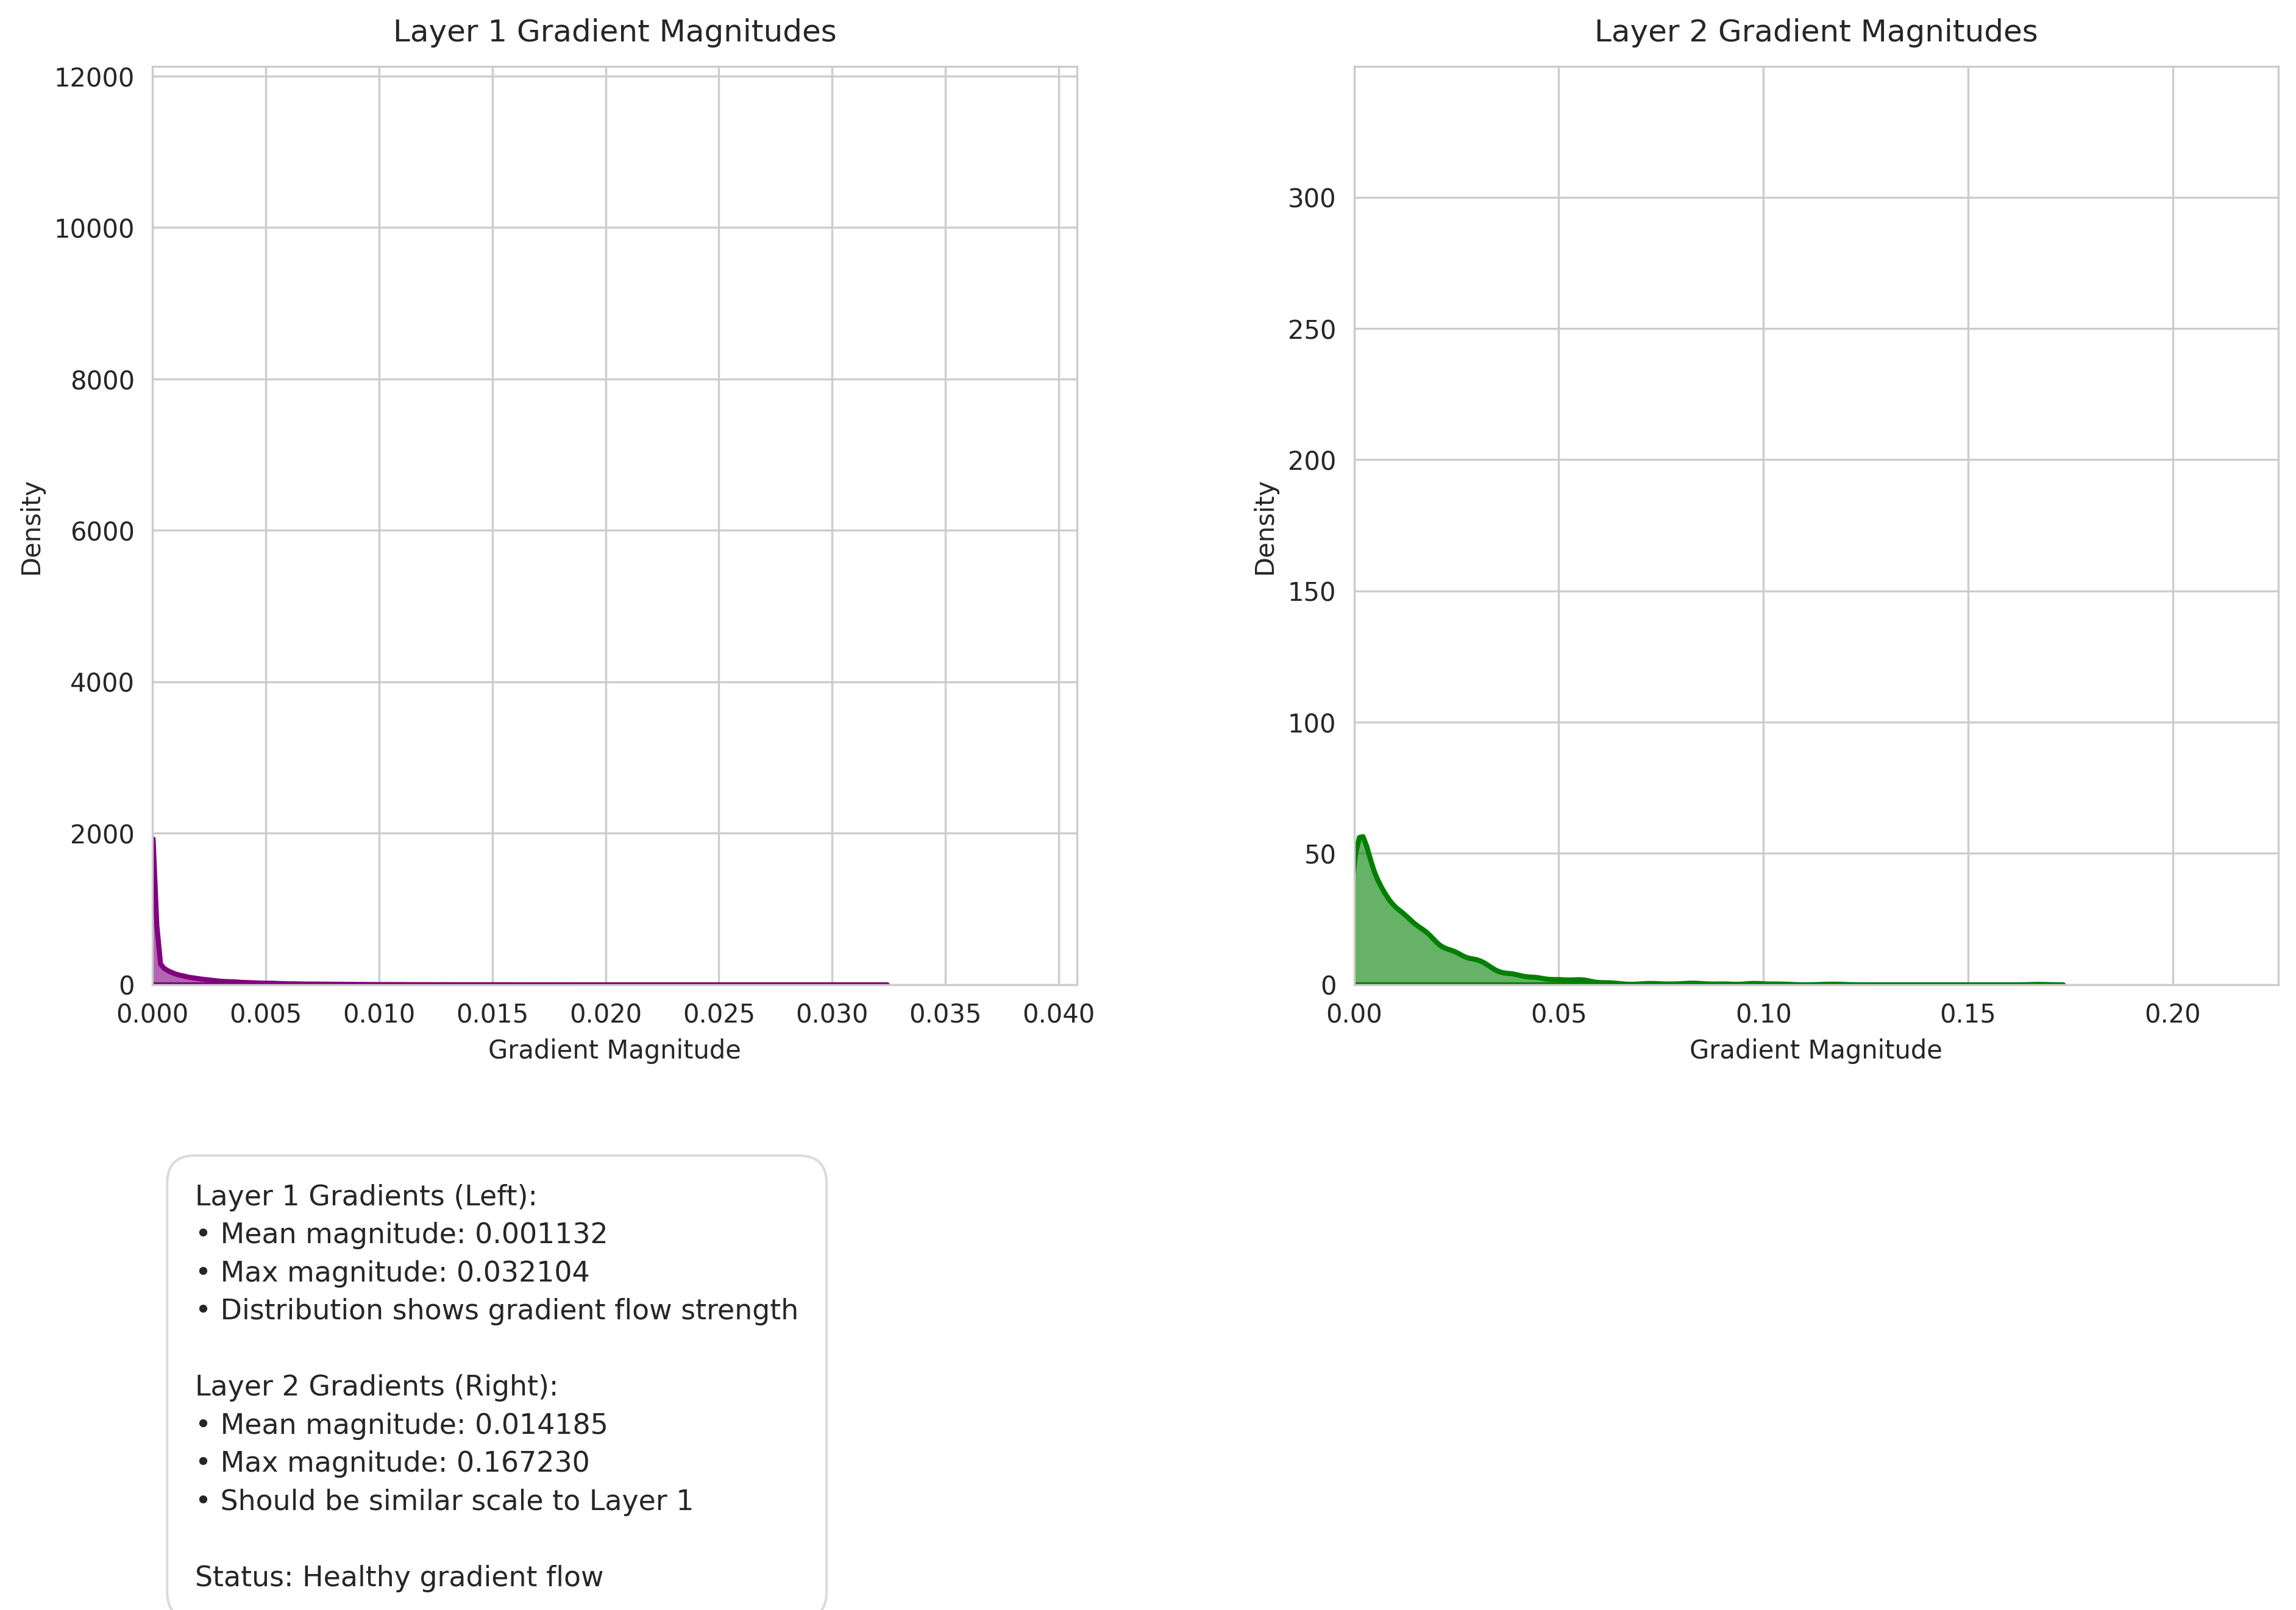 Layer 1 Gradient Magnitudes
12000
10000
8000
6000
4000
2000
0
Density
0.000 0.005 0.010 0.015 0.020 0.025 0.030 0.035 0.040
Gradient Magnitude
Layer 2 Gradient Magnitudes
300
250
200
150
100
50
0
Density
0.00 0.05 0.10 0.15 0.20
Gradient Magnitude
Layer 1 Gradients (Left):
• Mean magnitude: 0.001132
• Max magnitude: 0.032104
• Distribution shows gradient flow strength
Layer 2 Gradients (Right):
• Mean magnitude: 0.014185
• Max magnitude: 0.167230
• Should be similar scale to Layer 1
Status: Healthy gradient flow